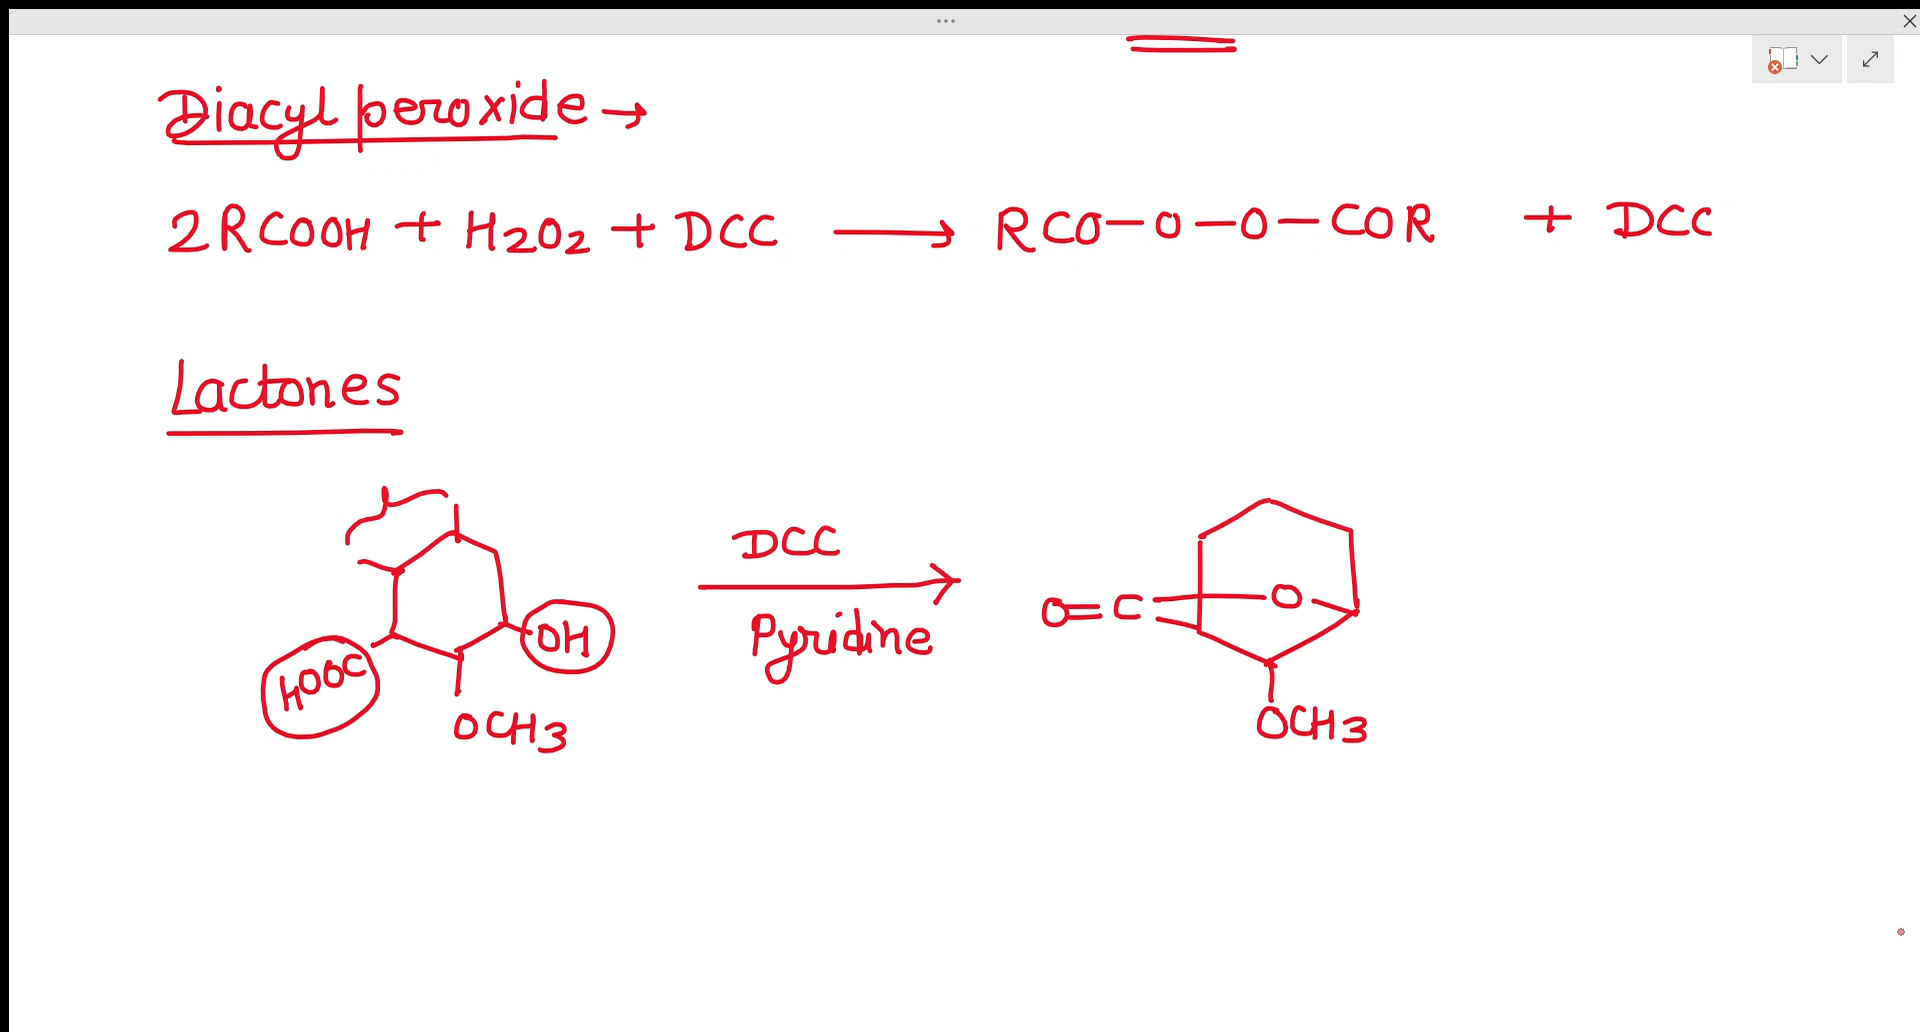 Diacyl peroxide →
2RCOOH + H2O2 + DCC → RCO-O-O-COR + DCC
Lactones
DCC
Pyridine
HOOC
OH
OCH3
O=C
O
OCH3